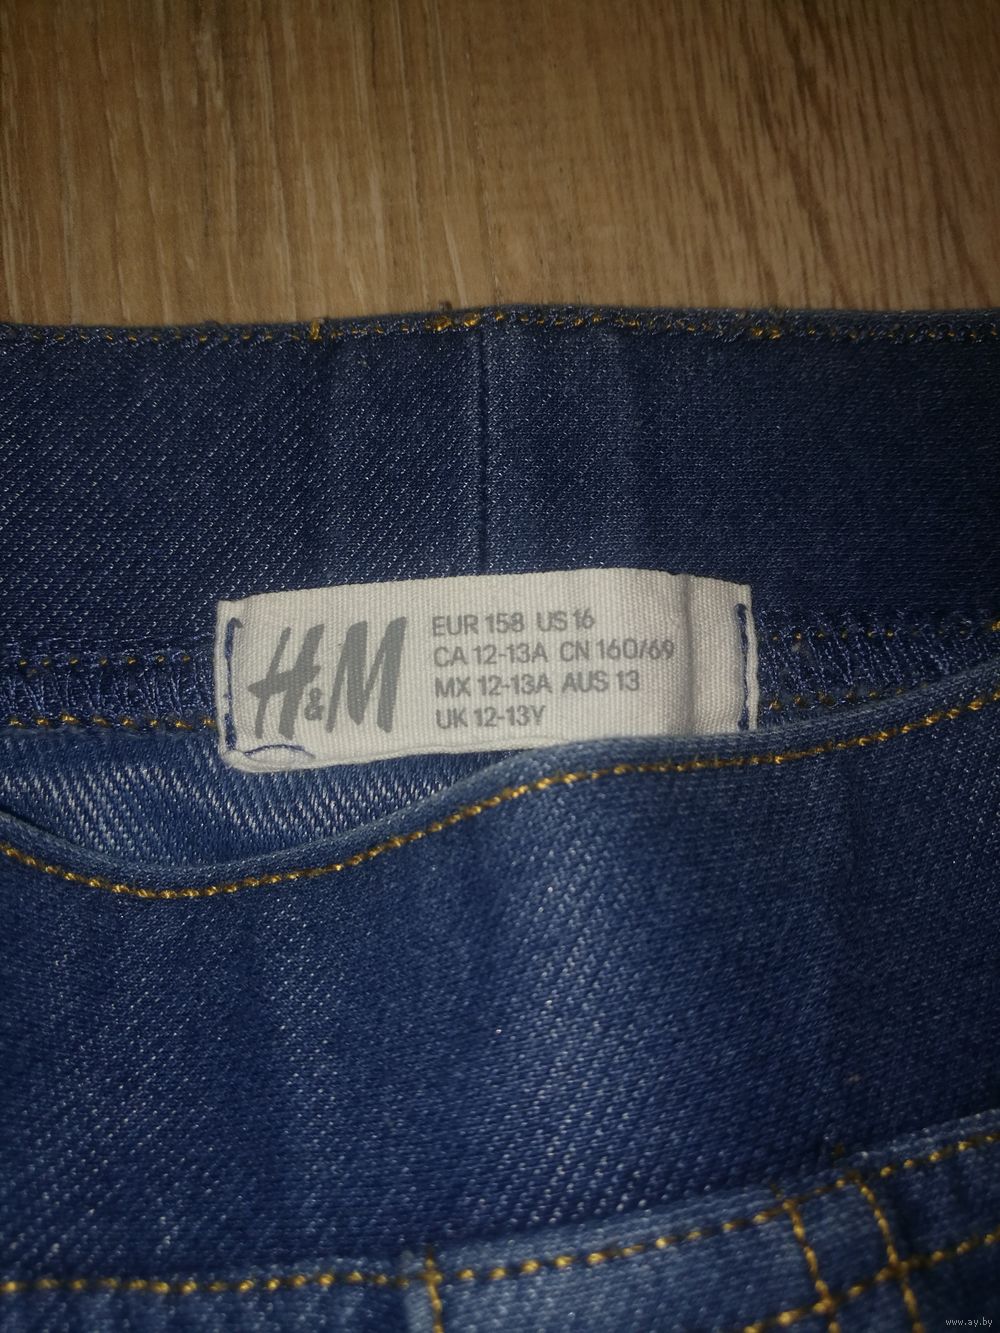 H&M
EUR 158 US 16
CA 12-13A CN 160/69
MX 12-13A AUS 13
UK 12-13Y
www.ay.by